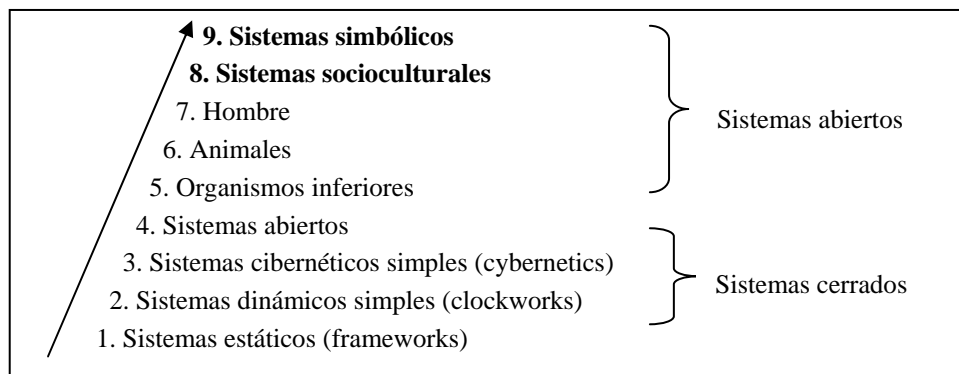 9. Sistemas simbólicos
8. Sistemas socioculturales
7. Hombre
Sistemas abiertos
6. Animales
5. Organismos inferiores
4. Sistemas abiertos
3. Sistemas cibernéticos simples (cybernetics)
Sistemas cerrados
2. Sistemas dinámicos simples (clockworks)
1. Sistemas estáticos (frameworks)